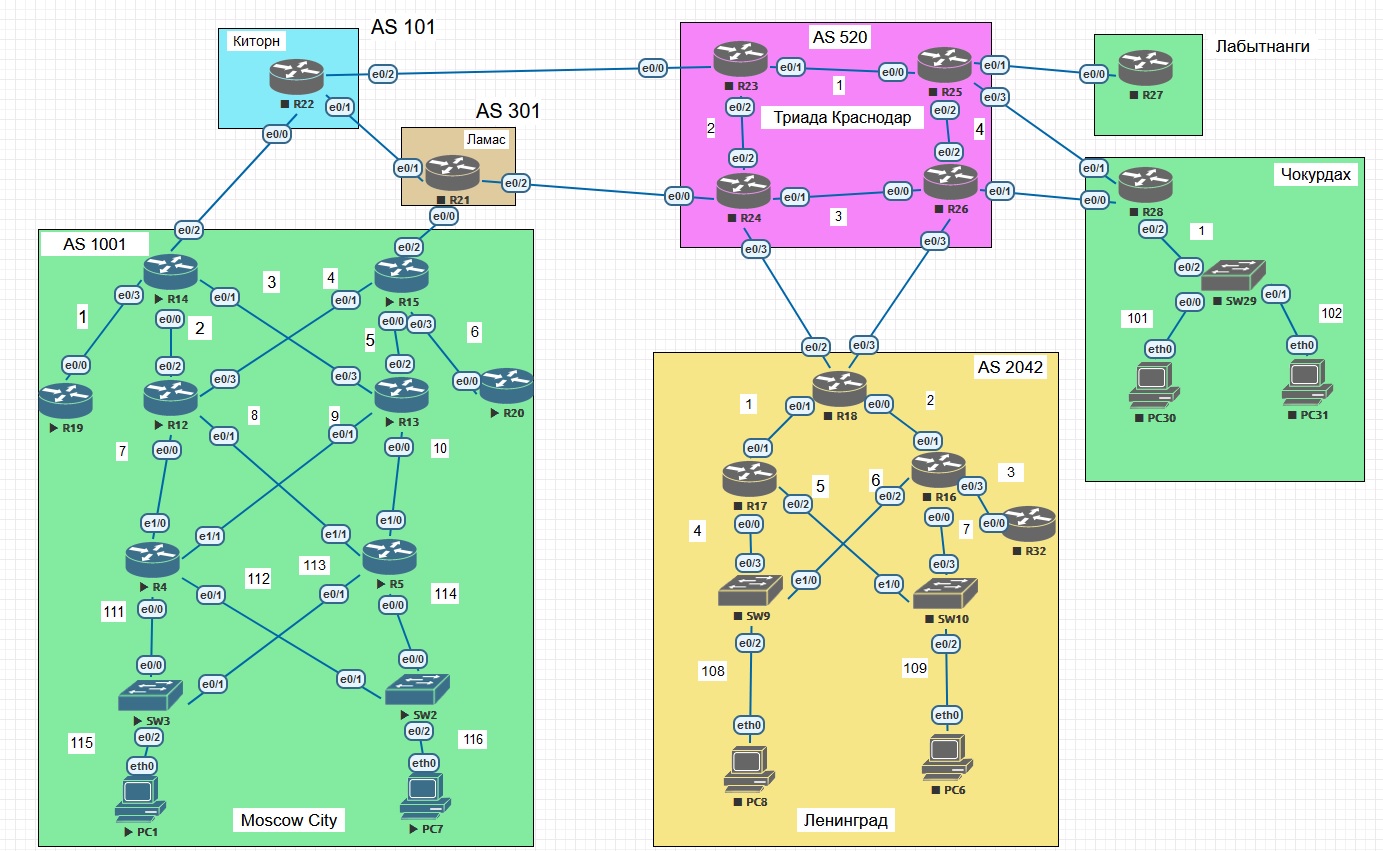 AS 101
Киторн
R22
e0/2
e0/1
e0/0
AS 301
Ламас
e0/1
R21
e0/2
e0/0
AS 520
e0/0
R23
e0/1
1
e0/0
R25
e0/1
e0/3
e0/2
2
Триада Краснодар
e0/2
4
e0/2
e0/2
e0/0
R24
e0/1
3
e0/0
R26
e0/1
e0/3
e0/3
Лабытнанги
e0/0
R27
Чокурдах
e0/1
e0/0
R28
e0/2
1
e0/2
SW29
e0/0
e0/1
101
102
eth0
eth0
PC30
PC31
AS 1001
e0/2
R14
e0/3
e0/1
e0/0
1
2
3
4
e0/2
R15
e0/1
e0/0
e0/3
5
6
e0/0
R19
e0/2
R12
e0/3
e0/3
e0/2
R13
e0/0
R20
7
e0/0
e0/1
8
9
e0/1
e0/0
10
e1/0
e1/1
R4
e1/1
e1/0
R5
111
e0/0
e0/1
112
113
e0/1
e0/0
114
e0/0
e0/1
SW3
e0/2
e0/1
e0/0
SW2
e0/2
115
eth0
PC1
116
eth0
PC7
Moscow City
AS 2042
e0/2
e0/3
R18
1
e0/1
e0/0
2
e0/1
R17
e0/2
e0/0
5
6
e0/1
R16
e0/2
e0/3
e0/0
3
e0/0
R32
4
7
e0/3
e1/0
SW9
e0/2
e1/0
e0/3
SW10
e0/2
108
109
eth0
PC8
eth0
PC6
Ленинград